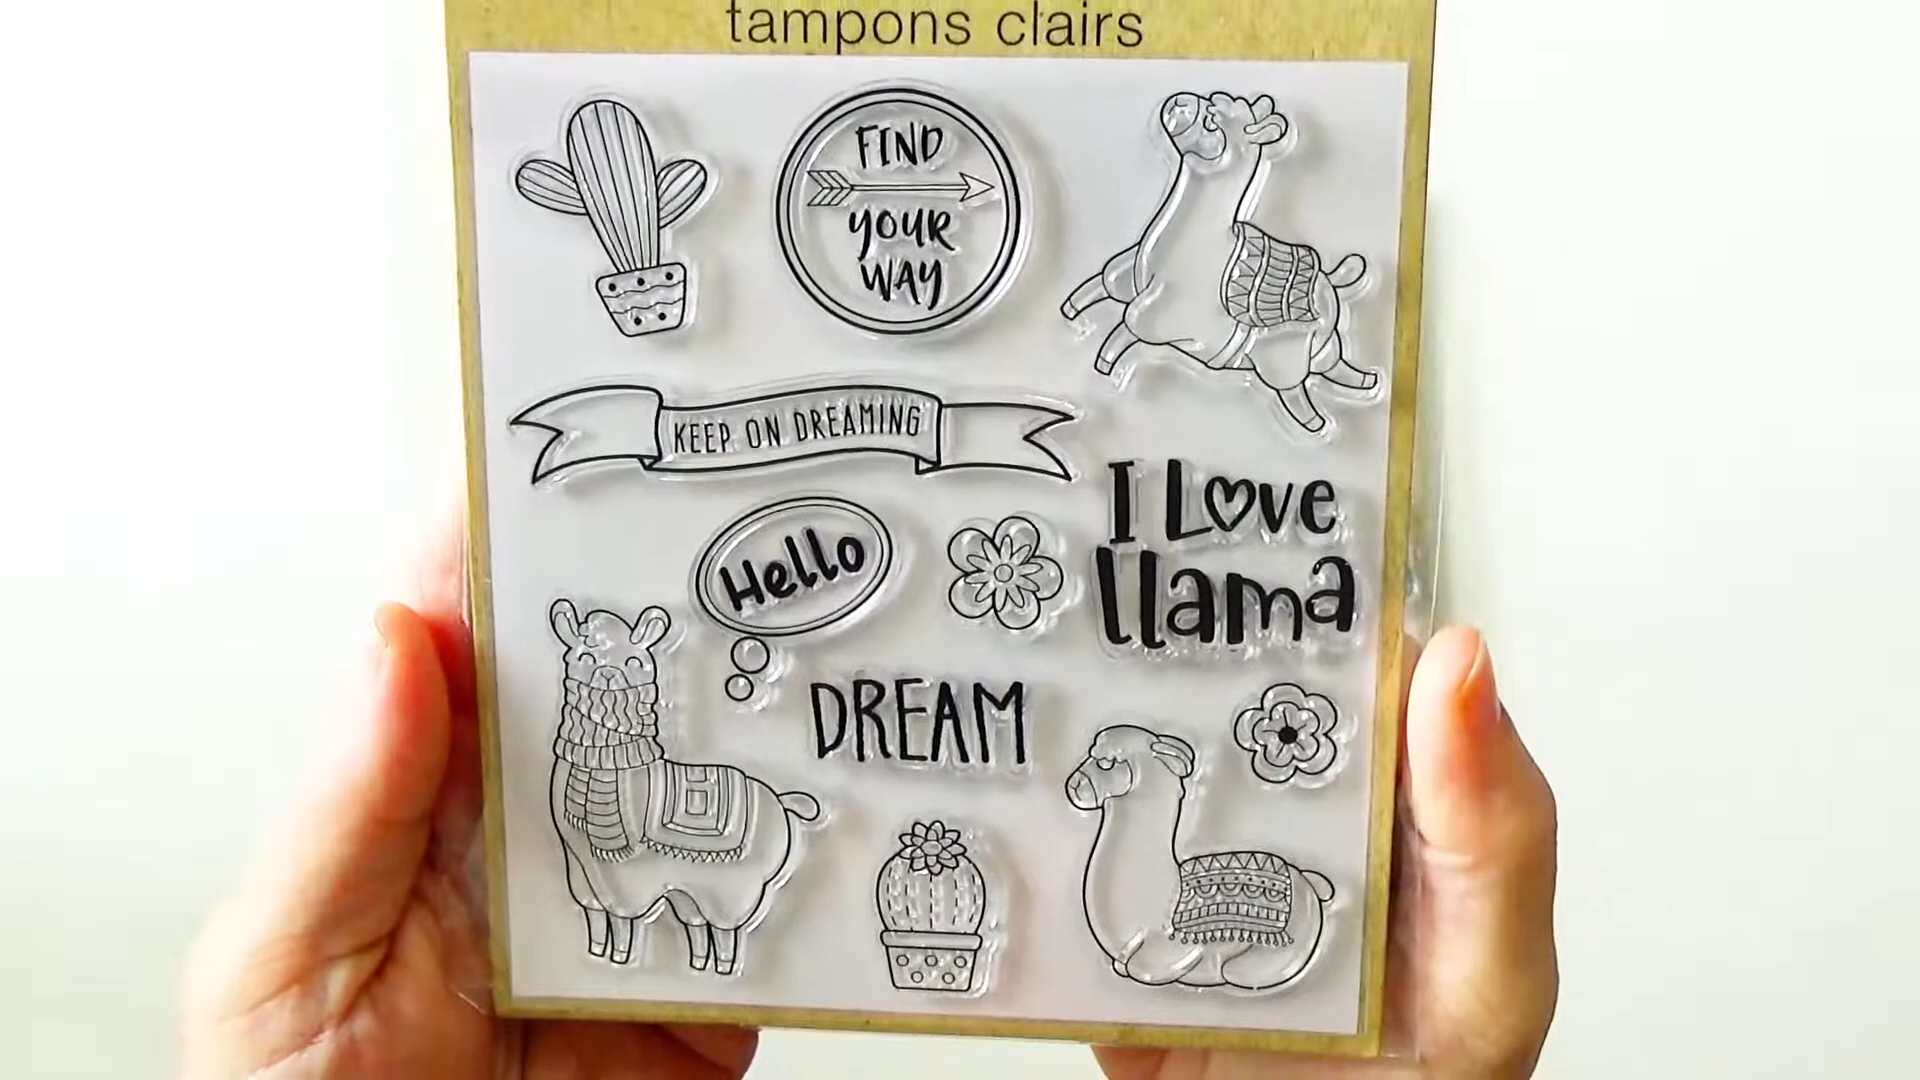 tampons clairs
FIND
YOUR
WAY
KEEP ON DREAMING
Hello
I Love
llama
DREAM